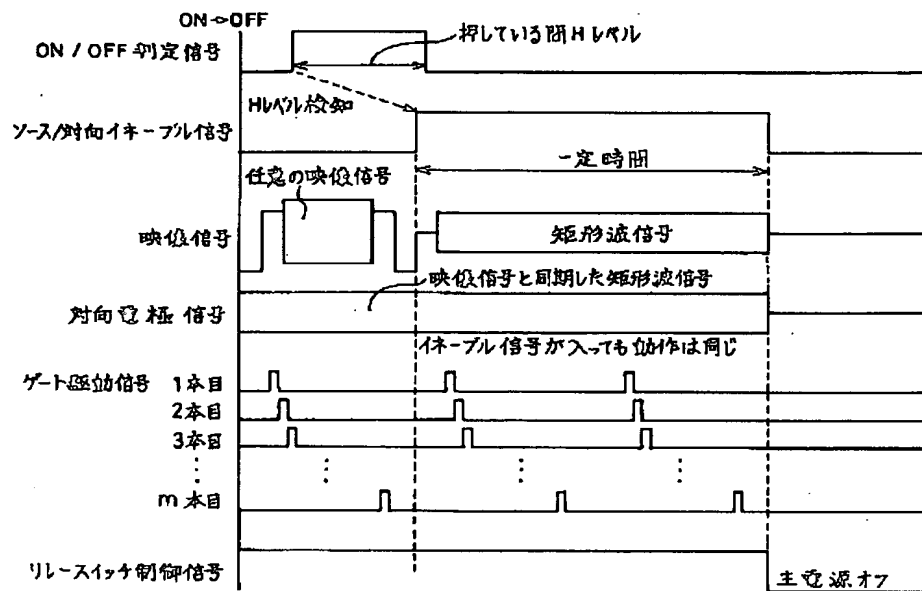 ON→OFF
ON/OFF判定信号
押している間Hレベル
Hレベル検知
ソース/対向イネーブル信号
一定時間
任意の映像信号
映像信号
矩形波信号
映像信号と同期した矩形波信号
対向電極信号
イネーブル信号が入っても動作は同じ
ゲート駆動信号 1本目
2本目
3本目
m本目
リレースイッチ制御信号
主電源オフ